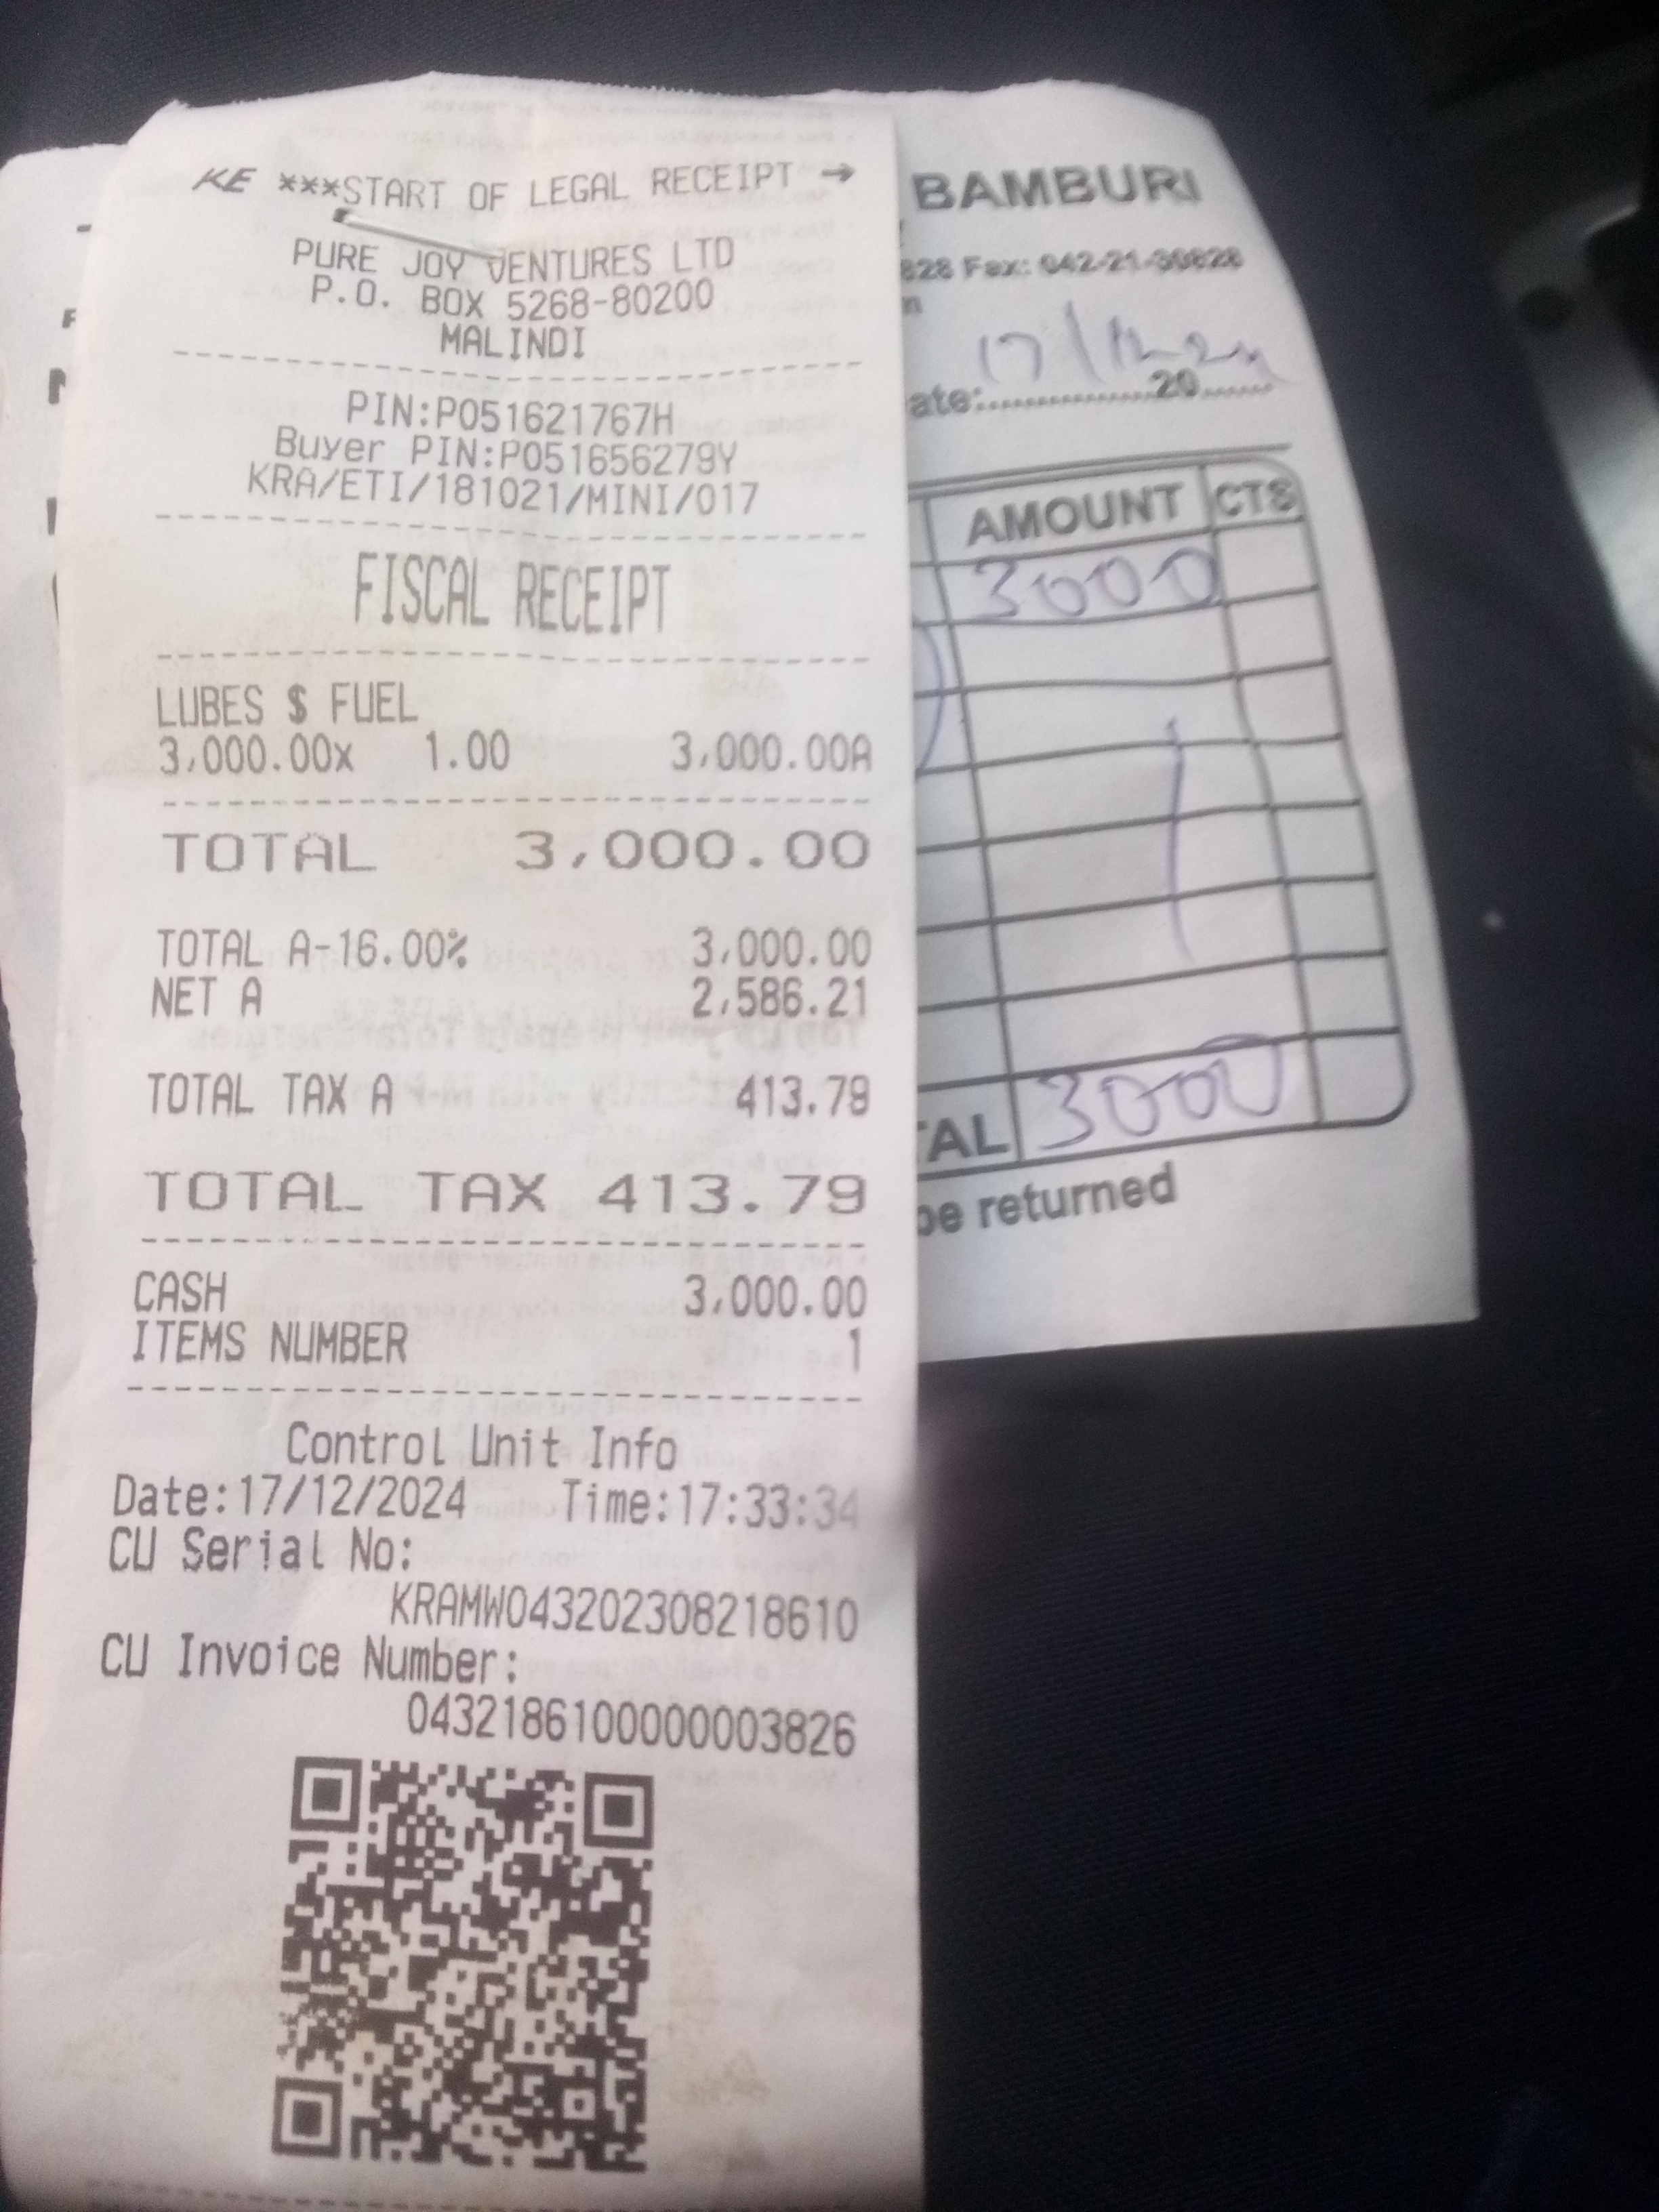 KE ***START OF LEGAL RECEIPT →
PURE JOY VENTURES LTD
P.O. BOX 5268-80200
MALINDI
PIN:P051621767H
Buyer PIN:P051656279Y
KRA/ETI/181021/MINI/017
FISCAL RECEIPT
LUBES $ FUEL
3,000.00x 1.00 3,000.00A
TOTAL 3,000.00
TOTAL A-16.00% 3,000.00
NET A 2,586.21
TOTAL TAX A 413.79
TOTAL TAX 413.79
CASH 3,000.00
ITEMS NUMBER 1
Control Unit Info
Date:17/12/2024 Time:17:33:34
CU Serial No:
KRAMW043202308218610
CU Invoice Number:
0432186100000003826
BAMBURI
828 Fax: 042-21-30828
ate: 17/12 20 24
AMOUNT CTS
3000
TAL 3000
be returned